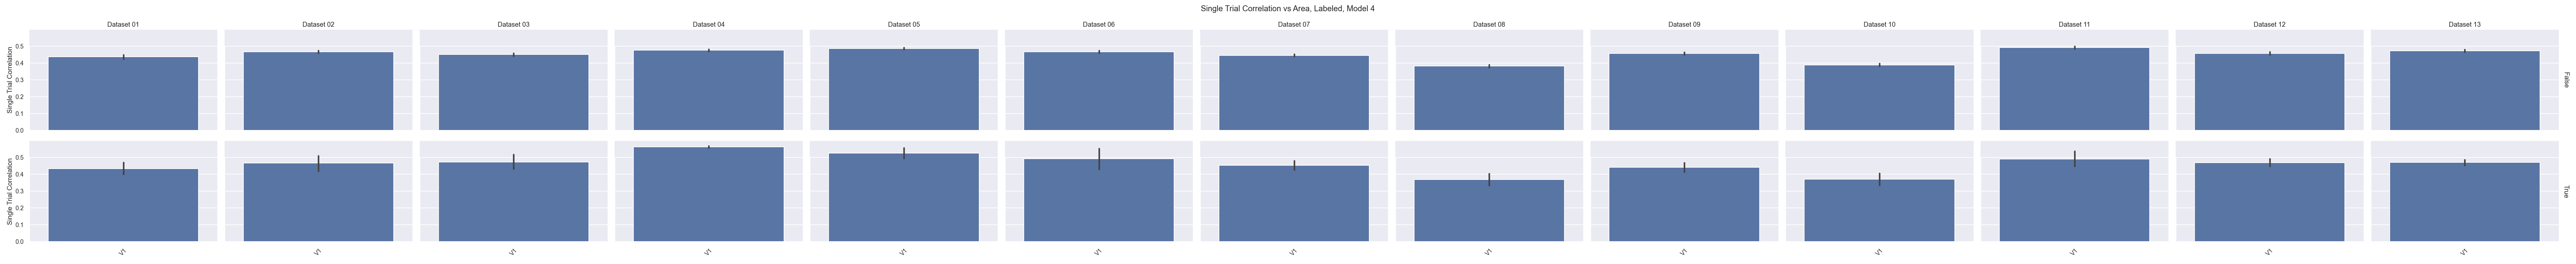 Single Trial Correlation vs Area, Labeled, Model 4
Dataset 01 Dataset 02 Dataset 03 Dataset 04 Dataset 05 Dataset 06 Dataset 07 Dataset 08 Dataset 09 Dataset 10 Dataset 11 Dataset 12 Dataset 13
Single Trial Correlation
0.5
0.4
0.3
0.2
0.1
0.0
False
Single Trial Correlation
0.5
0.4
0.3
0.2
0.1
0.0
True
V1 V1 V1 V1 V1 V1 V1 V1 V1 V1 V1 V1 V1